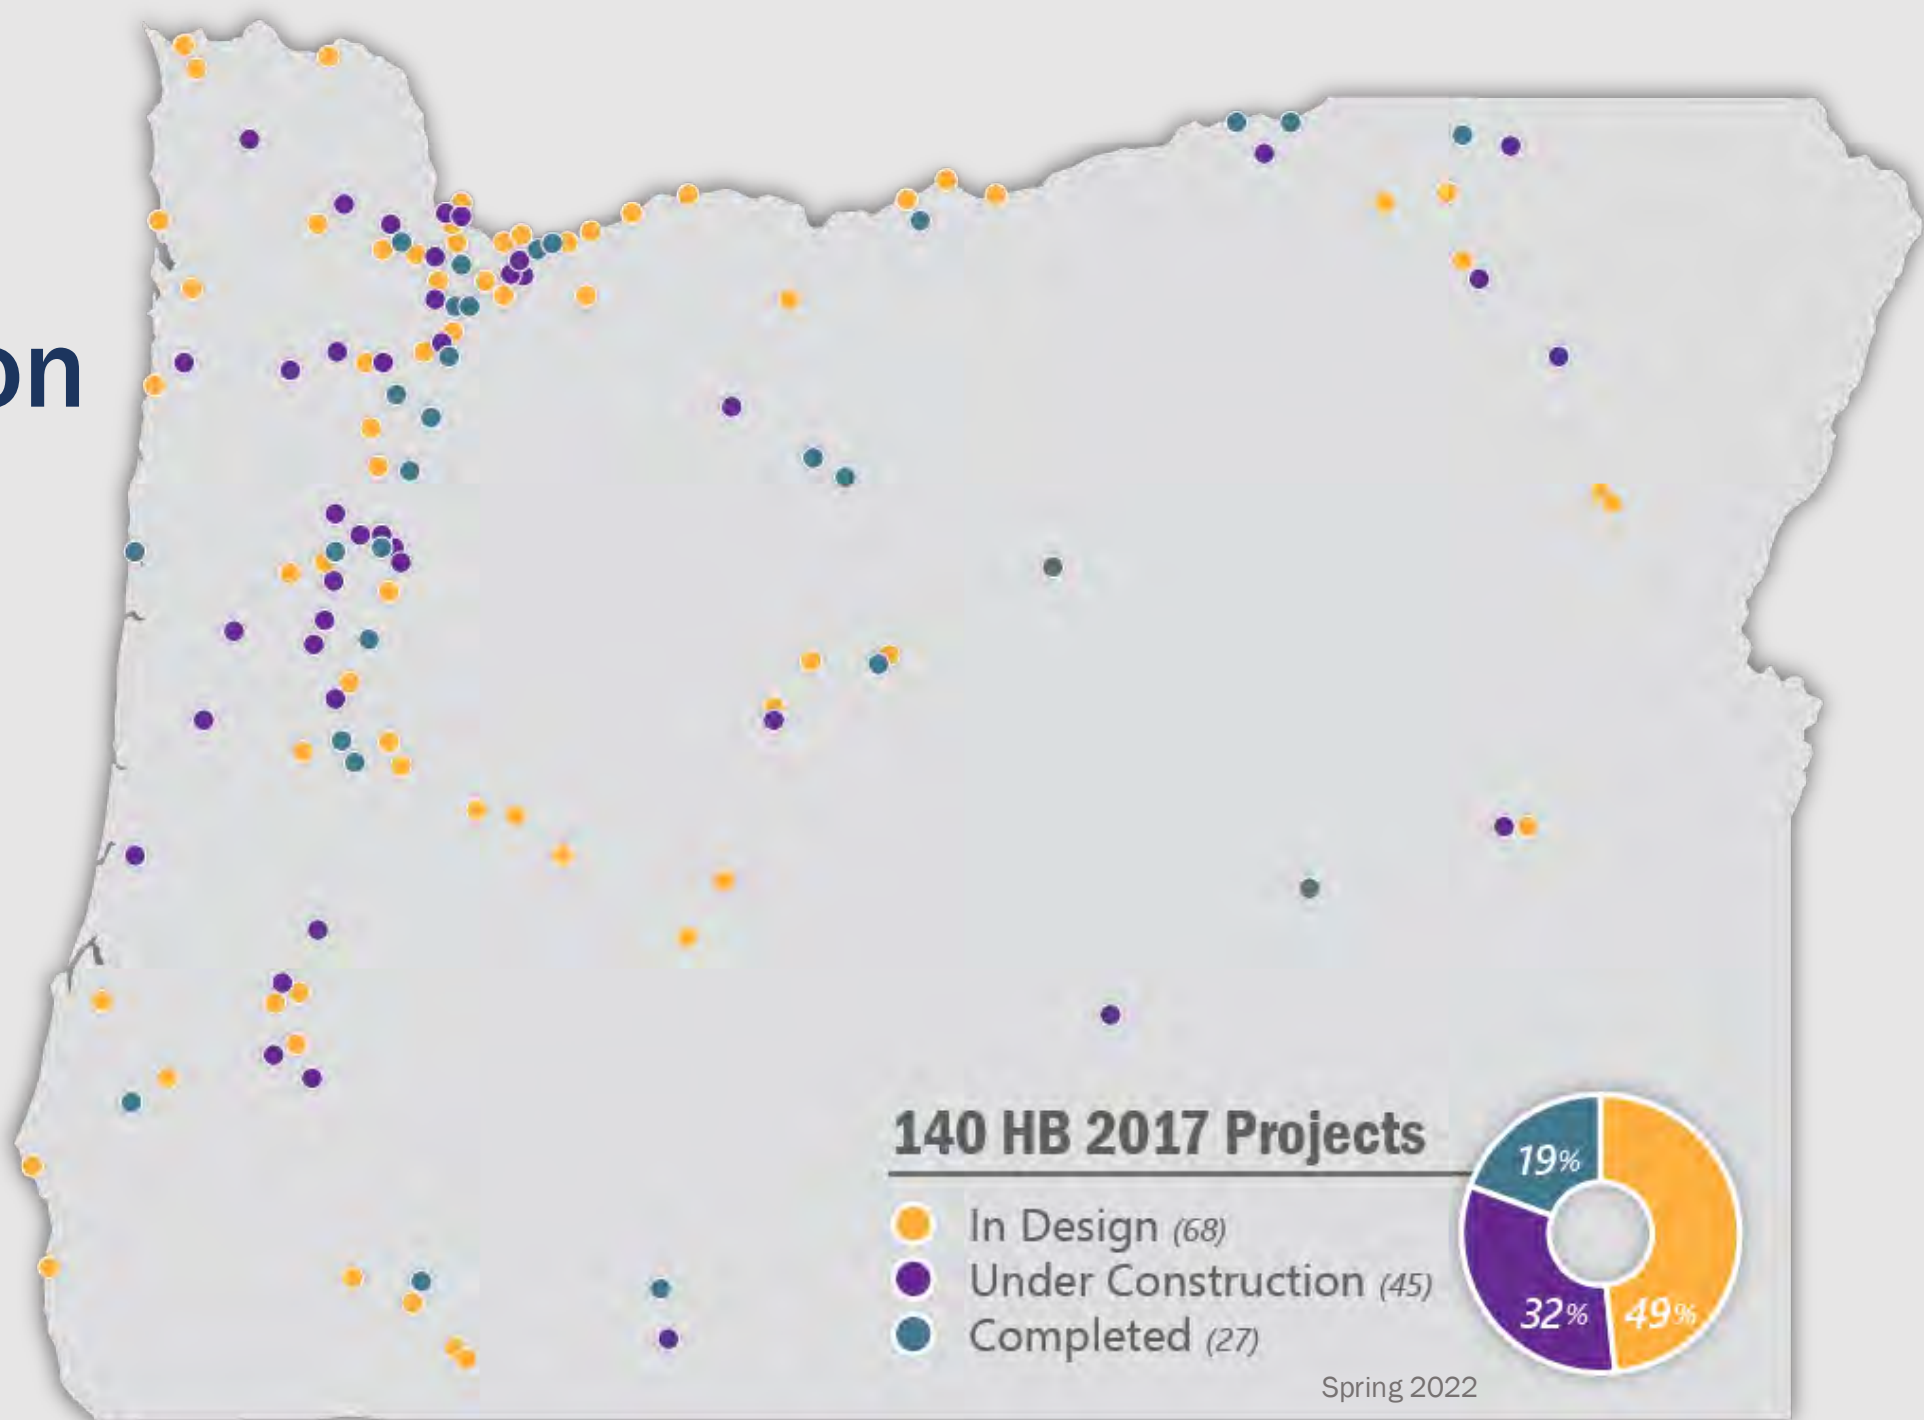 on
140 HB 2017 Projects
In Design (68)
Under Construction (45)
Completed (27)
19%
32%
49%
Spring 2022